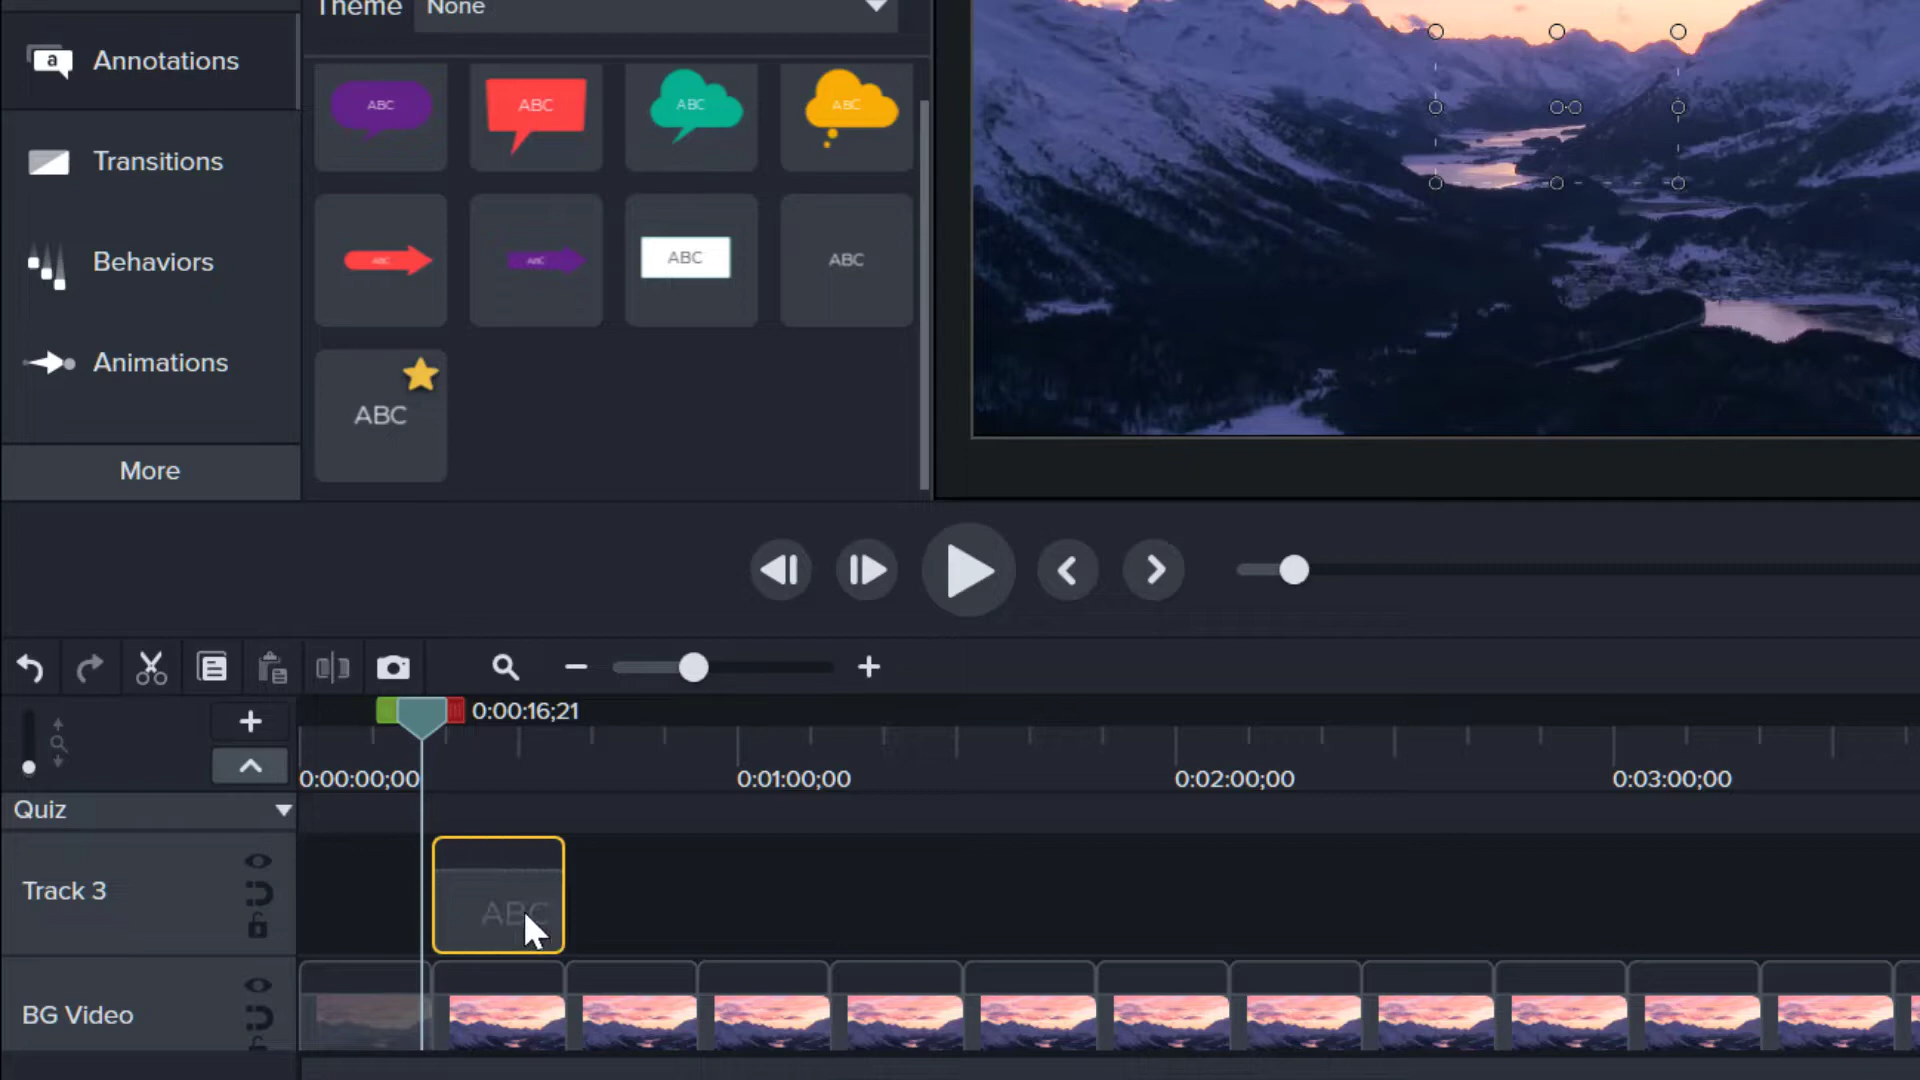 Theme None
Annotations
Transitions
Behaviors
Animations
More
a
ABC ABC ABC ABC
ABC ABC ABC ABC
ABC
0:00:16;21
0:00:00;00 0:01:00;00 0:02:00;00 0:03:00;00
Quiz
Track 3
ABC
BG Video